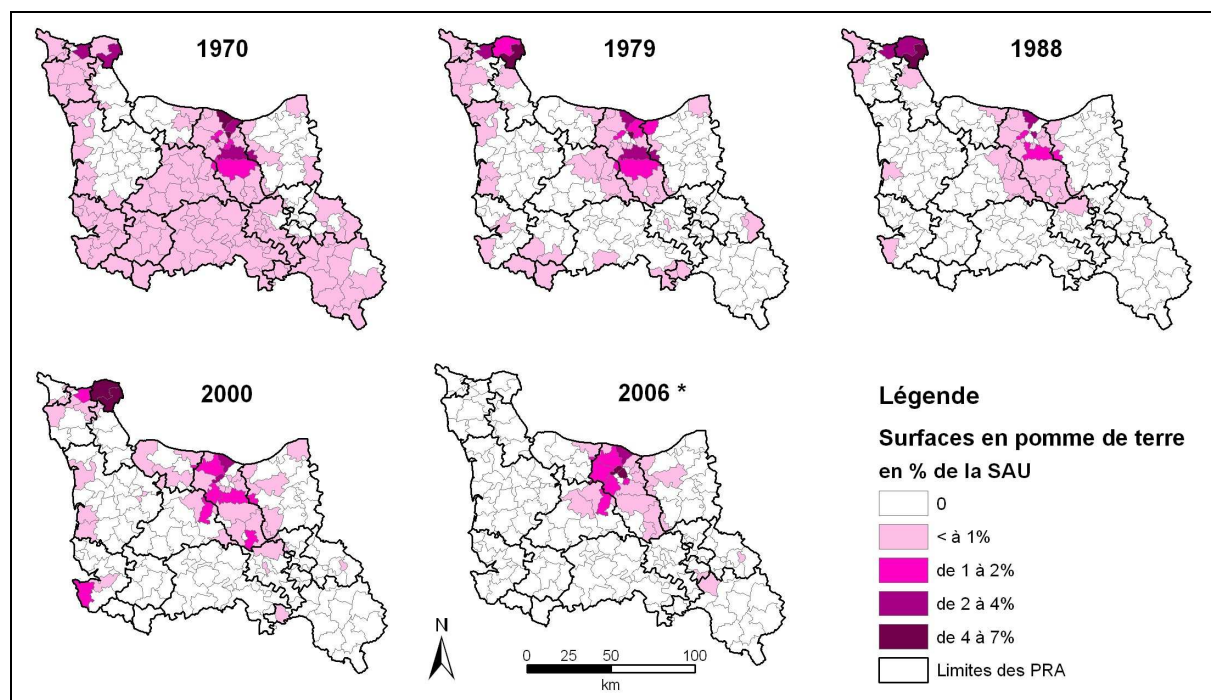 1970
1979
1988
2000
2006 *
Légende
Surfaces en pomme de terre
en % de la SAU
0
< à 1%
de 1 à 2%
de 2 à 4%
de 4 à 7%
Limites des PRA
N
0 25 50 100
km